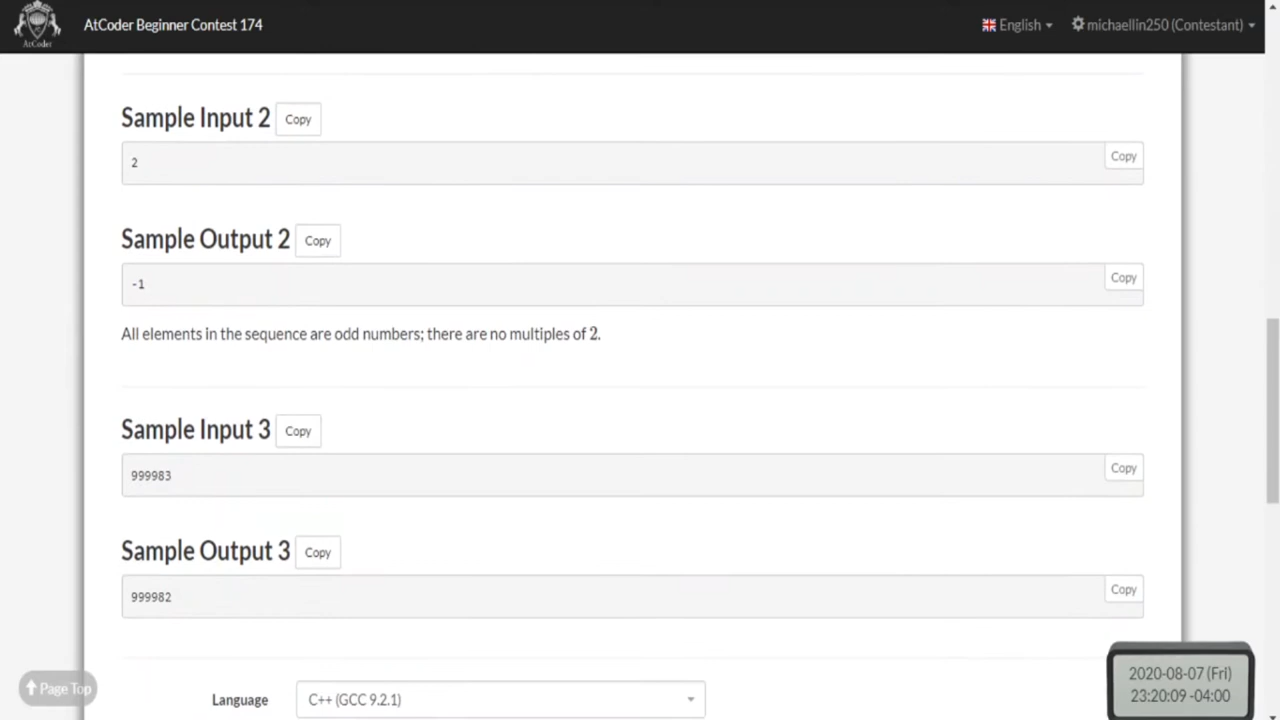 AtCoder
AtCoder Beginner Contest 174
English
michaellin250 (Contestant)
Sample Input 2 Copy
2
Copy
Sample Output 2 Copy
-1
Copy
All elements in the sequence are odd numbers; there are no multiples of 2.
Sample Input 3 Copy
999983
Copy
Sample Output 3 Copy
999982
Copy
Language
C++ (GCC 9.2.1)
Page Top
2020-08-07 (Fri)
23:20:09 -04:00